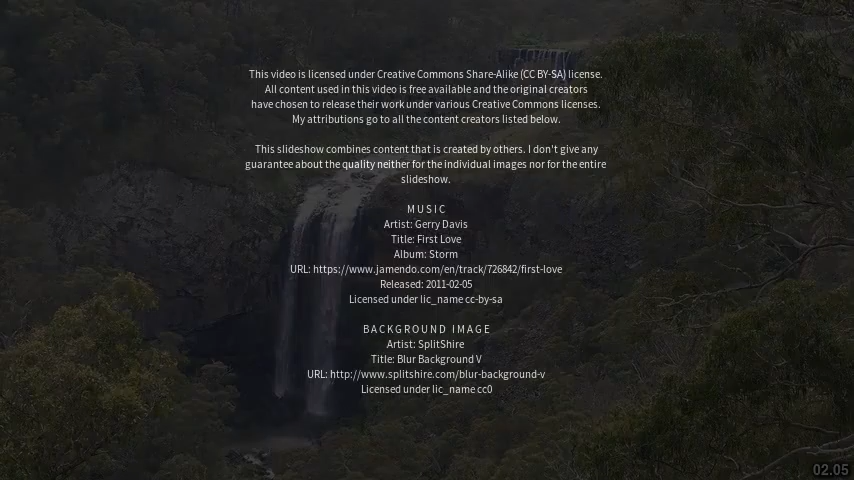 This video is licensed under Creative Commons Share-Alike (CC BY-SA) license.
All content used in this video is free available and the original creators
have chosen to release their work under various Creative Commons licenses.
My attributions go to all the content creators listed below.
This slideshow combines content that is created by others. I don't give any
guarantee about the quality neither for the individual images nor for the entire
slideshow.
MUSIC
Artist: Gerry Davis
Title: First Love
Album: Storm
URL: https://www.jamendo.com/en/track/726842/first-love
Released: 2011-02-05
Licensed under lic_name cc-by-sa
BACKGROUND IMAGE
Artist: SplitShire
Title: Blur Background V
URL: http://www.splitshire.com/blur-background-v
Licensed under lic_name cc0
02.05